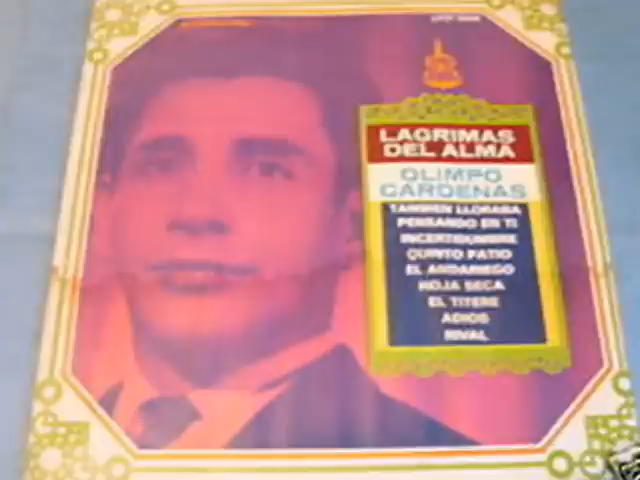 LAGRIMAS
DEL ALMA
OLIMPO
CARDENAS
TAMBIEN LLORABA
PENSANDO EN TI
INCERTIDUMBRE
QUINTO PATIO
EL ANDARIEGO
HOJA SECA
EL TITERE
ADIOS
RIVAL